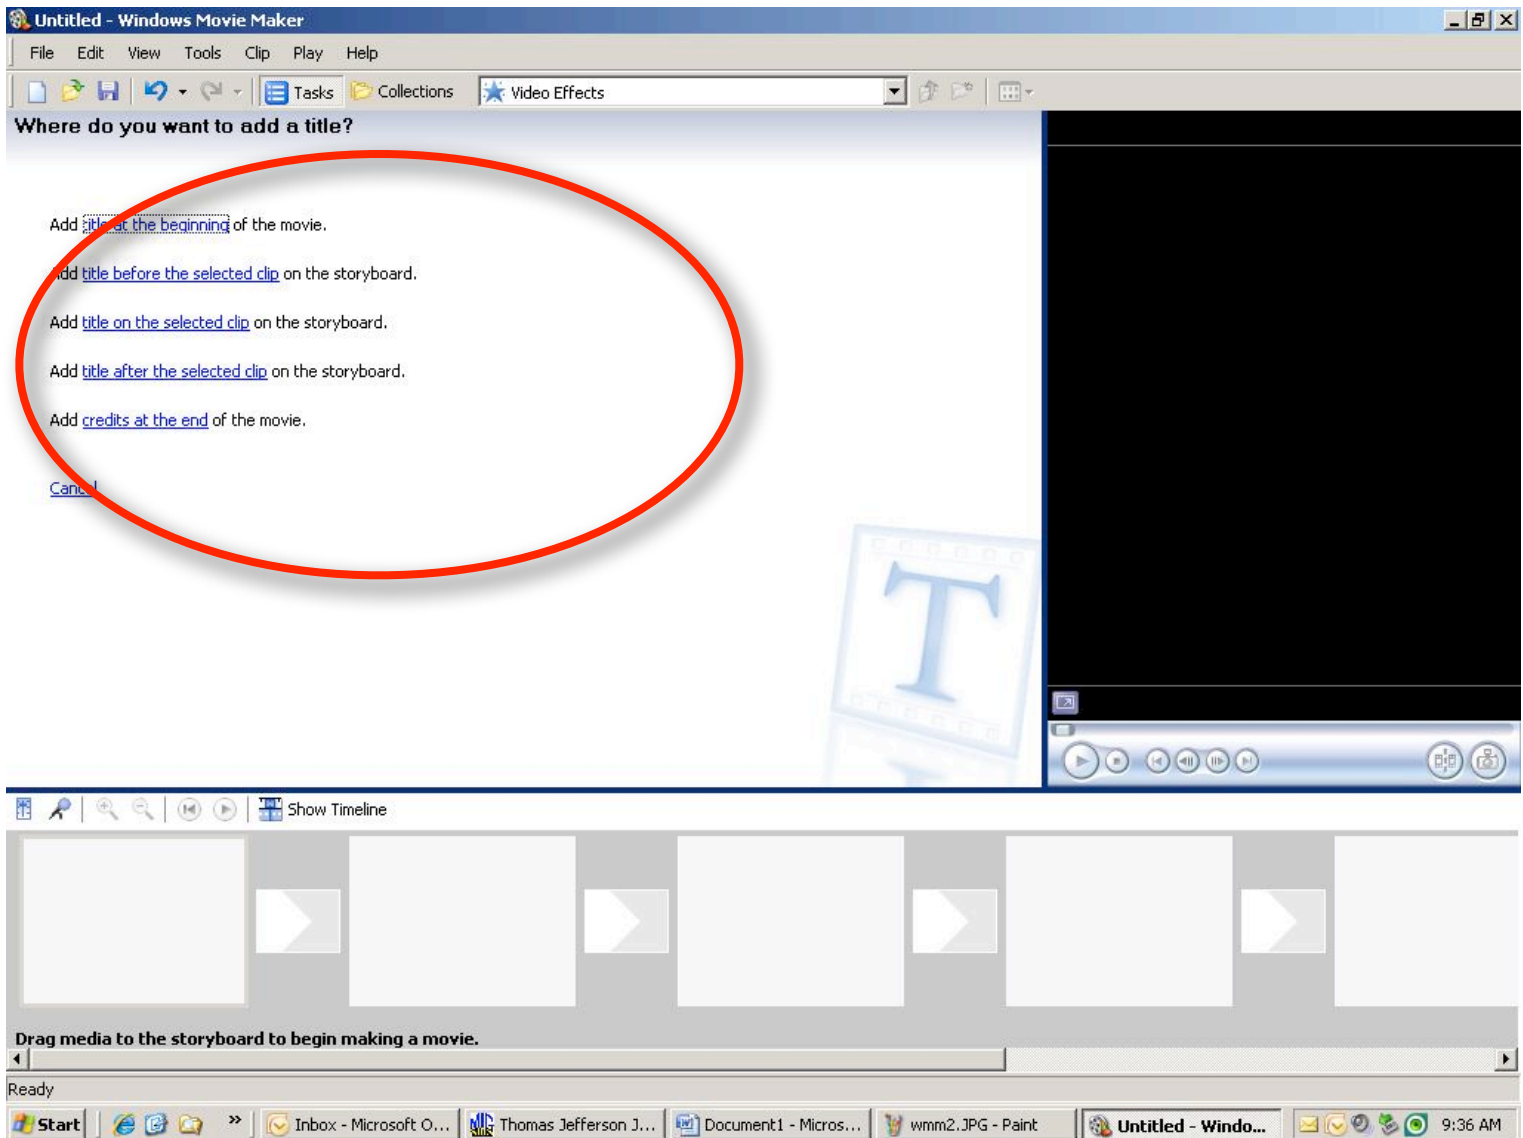 Untitled - Windows Movie Maker
File Edit View Tools Clip Play Help
Tasks Collections Video Effects
Where do you want to add a title?
Add title at the beginning of the movie.
Add title before the selected clip on the storyboard.
Add title on the selected clip on the storyboard.
Add title after the selected clip on the storyboard.
Add credits at the end of the movie.
Cancel
T
Show Timeline
Drag media to the storyboard to begin making a movie.
Ready
Start » Inbox - Microsoft O... Thomas Jefferson J... Document1 - Micros... wmm2.JPG - Paint Untitled - Windo... 9:36 AM